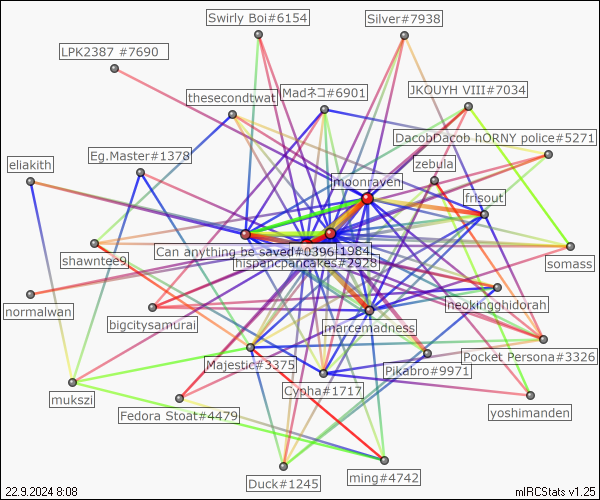 Swirly Boi#6154
Silver#7938
LPK2387 #7690
Madネコ#6901
JKOUYH VIII#7034
thesecondtwat
DacobDacob hORNY police#5271
Eg.Master#1378
zebula
eliakith
moonraven
frisout
Can anything be saved#0396
1984
shawntee9
hispancpancakes#2928
somass
normalwan
neokingghidorah
bigcitysamurai
marcemadness
Majestic#3375
Pocket Persona#3326
Pikabro#9971
mukszi
Cypha#1717
Fedora Stoat#4479
yoshimanden
Duck#1245
ming#4742
22.9.2024 8:08
mIRCStats v1.25